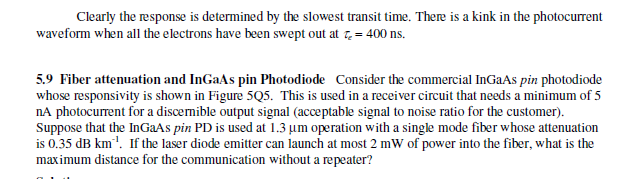 Clearly the response is determined by the slowest transit time. There is a kink in the photocurrent
waveform when all the electrons have been swept out at τe = 400 ns.
5.9 Fiber attenuation and InGaAs pin Photodiode Consider the commercial InGaAs pin photodiode
whose responsivity is shown in Figure 5Q5. This is used in a receiver circuit that needs a minimum of 5
nA photocurrent for a discernible output signal (acceptable signal to noise ratio for the customer).
Suppose that the InGaAs pin PD is used at 1.3 μm operation with a single mode fiber whose attenuation
is 0.35 dB km⁻¹. If the laser diode emitter can launch at most 2 mW of power into the fiber, what is the
maximum distance for the communication without a repeater?